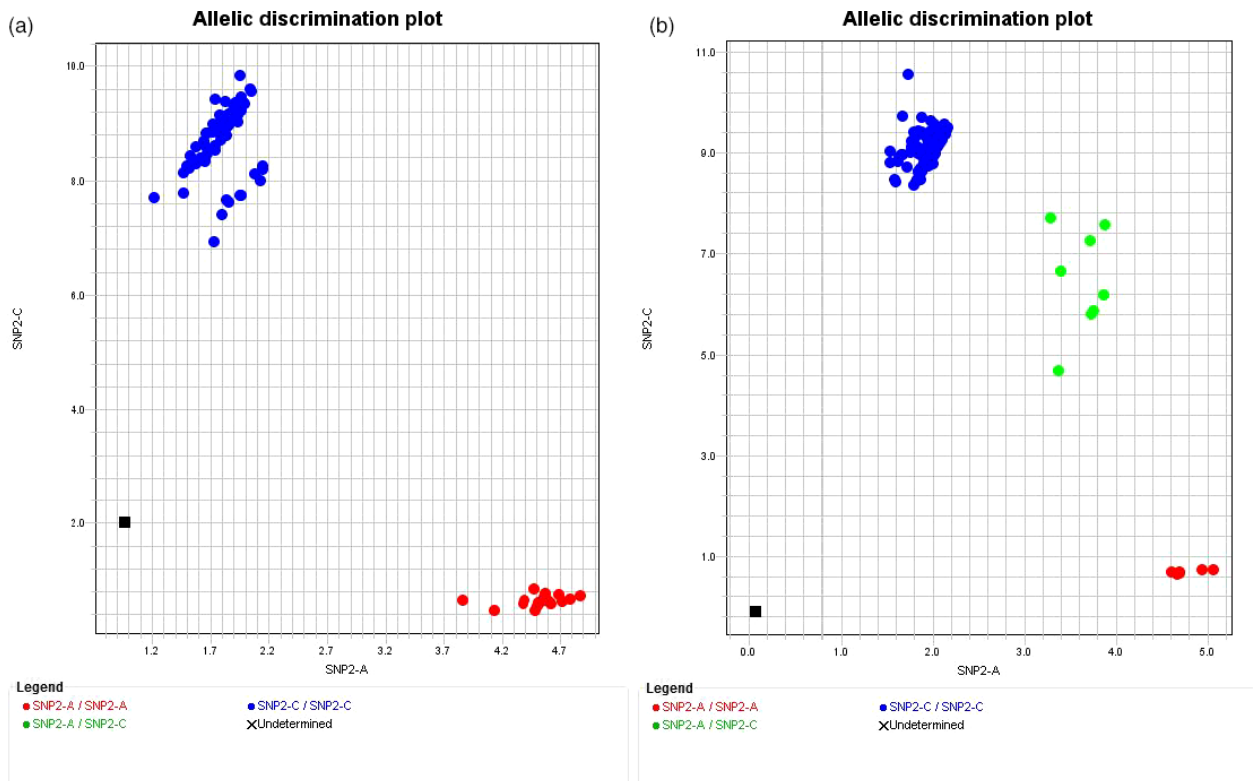 (a)
Allelic discrimination plot
10.0
8.0
6.0
4.0
2.0
SNP2-C
1.2 1.7 2.2 2.7 3.2 3.7 4.2 4.7
SNP2-A
Legend
SNP2-A / SNP2-A SNP2-C / SNP2-C
SNP2-A / SNP2-C Undetermined
(b)
Allelic discrimination plot
11.0
9.0
7.0
5.0
3.0
1.0
SNP2-C
0.0 1.0 2.0 3.0 4.0 5.0
SNP2-A
Legend
SNP2-A / SNP2-A SNP2-C / SNP2-C
SNP2-A / SNP2-C Undetermined